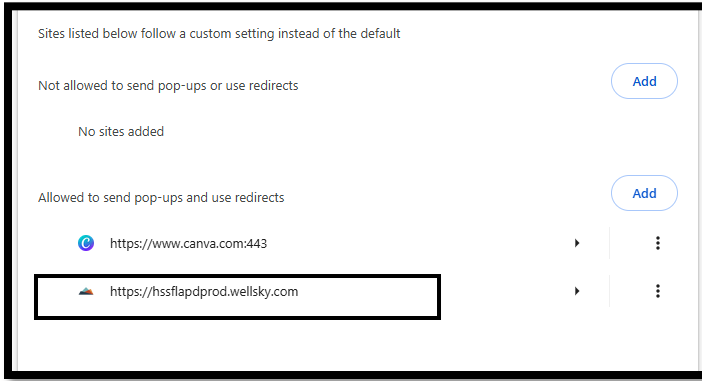 Sites listed below follow a custom setting instead of the default
Not allowed to send pop-ups or use redirects
Add
No sites added
Allowed to send pop-ups and use redirects
Add
https://www.canva.com:443
https://hssflapdprod.wellsky.com